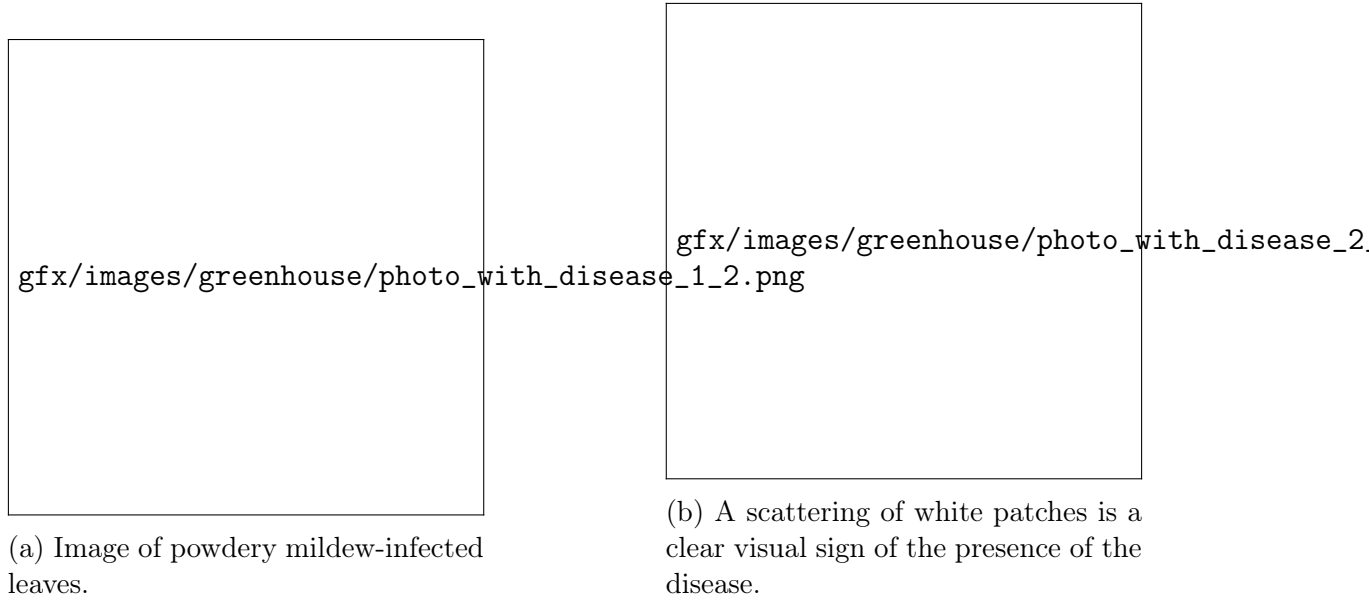 gfx/images/greenhouse/photo_with_disease_1_2.png
(a) Image of powdery mildew-infected
leaves.
gfx/images/greenhouse/photo_with_disease_2_
(b) A scattering of white patches is a
clear visual sign of the presence of the
disease.